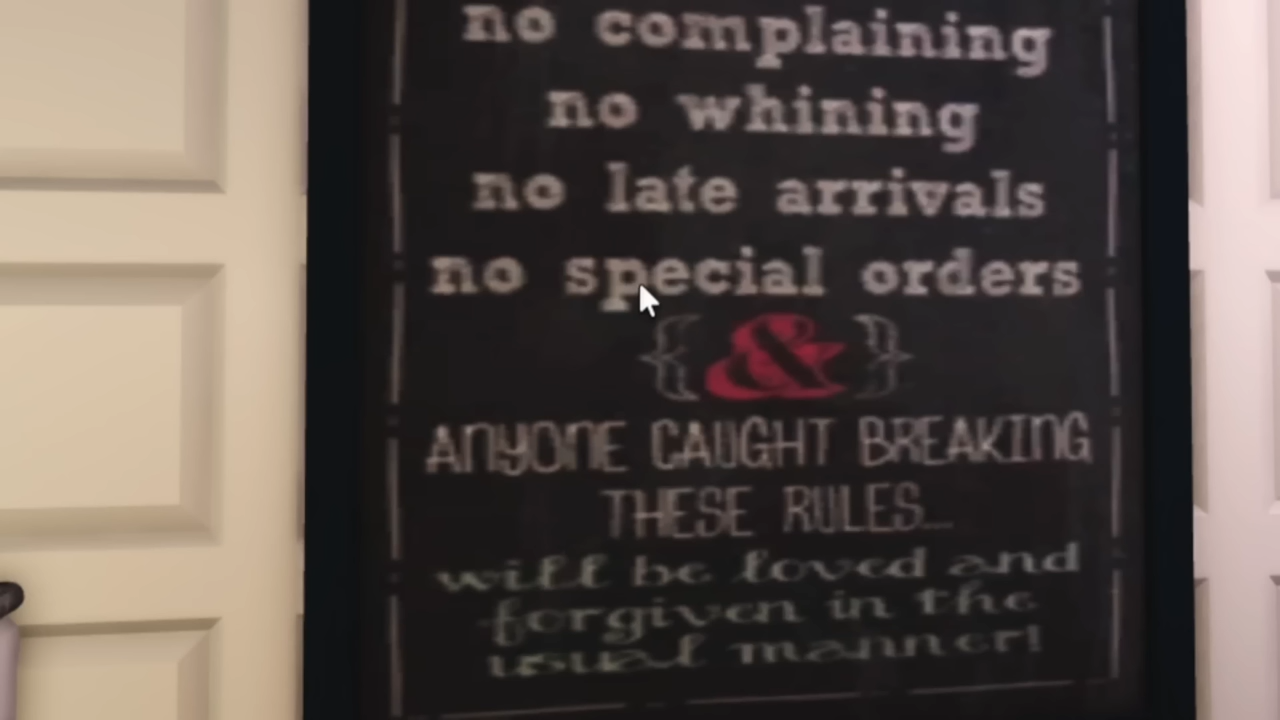 no complaining
no whining
no late arrivals
no special orders
{&}
ANYONE CAUGHT BREAKING
THESE RULES...
will be loved and
forgiven in the
usual manner!